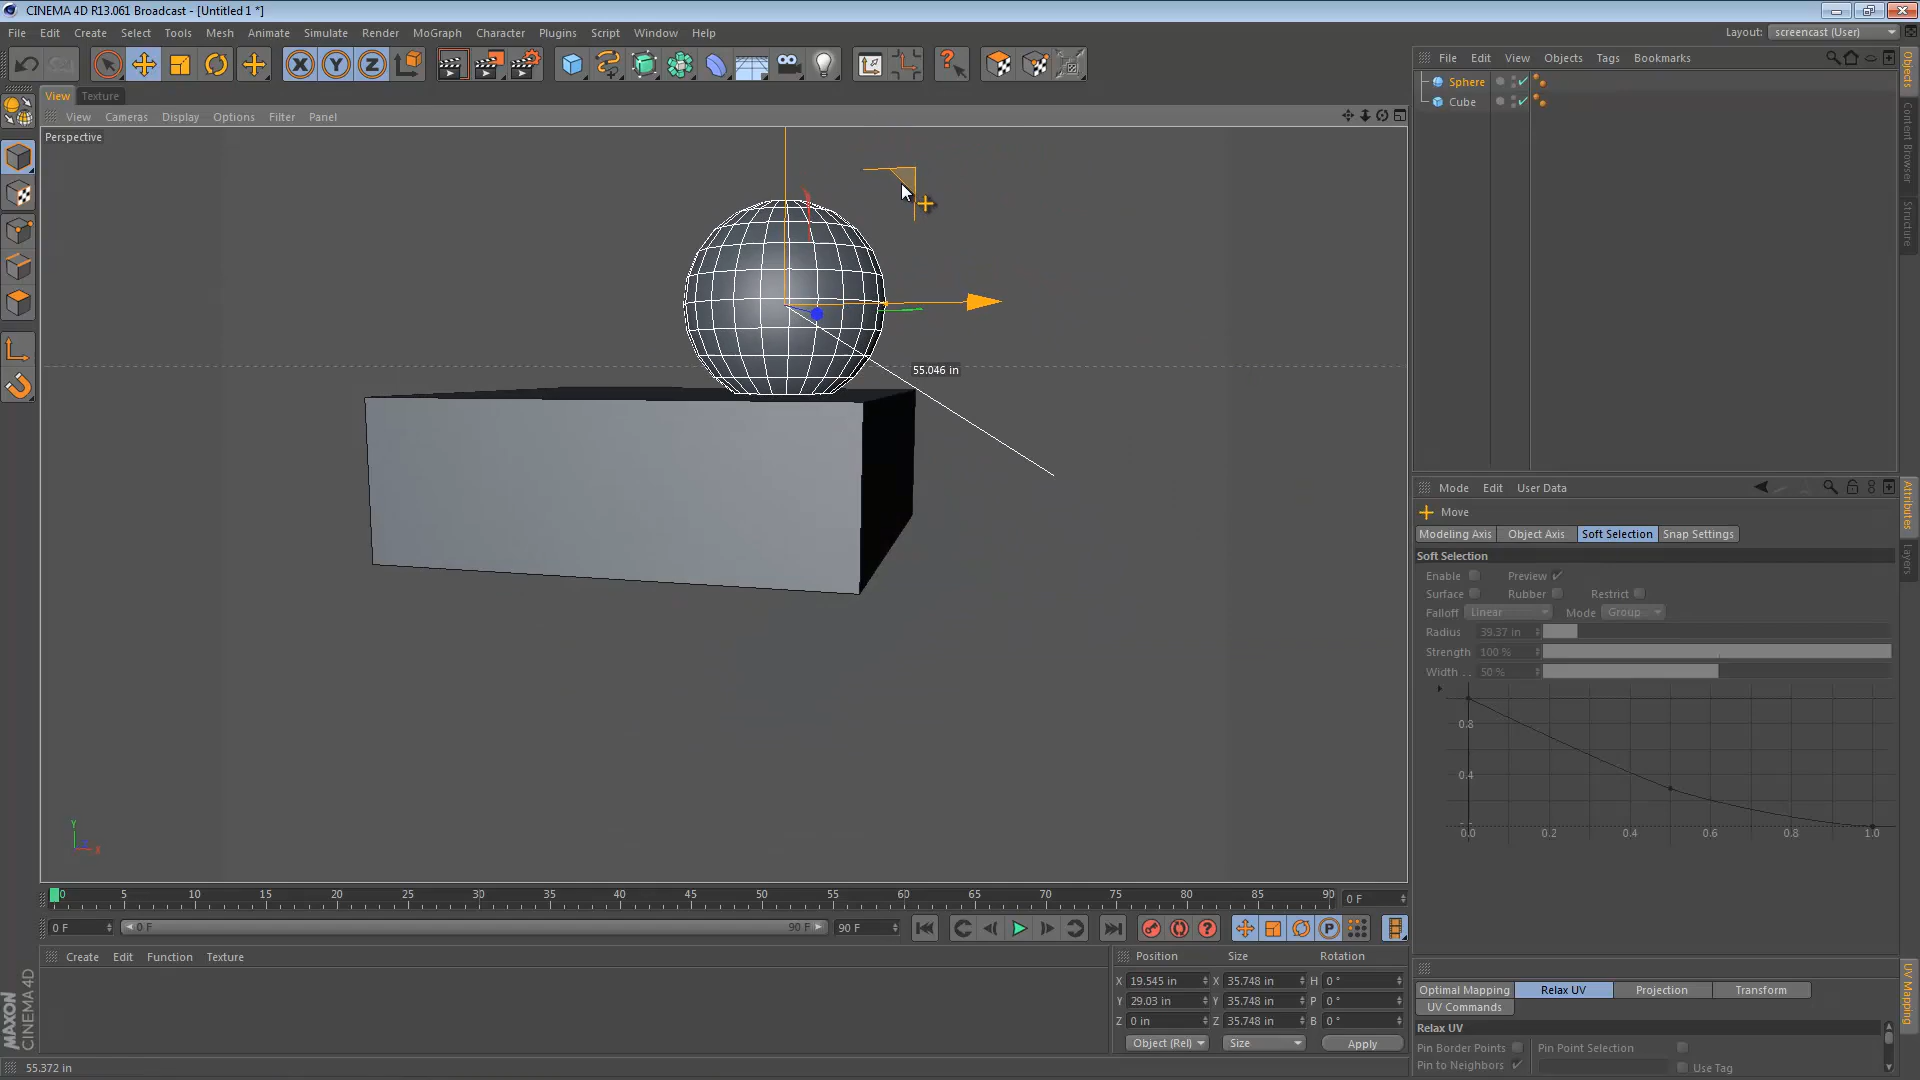 CINEMA 4D R13.061 Broadcast - [Untitled 1 *]
File Edit Create Select Tools Mesh Animate Simulate Render MoGraph Character Plugins Script Window Help
Layout: screencast (User)
View Texture
View Cameras Display Options Filter Panel
Perspective
55.046 in
Y
X
0 5 10 15 20 25 30 35 40 45 50 55 60 65 70 75 80 85 90 0 F
0 F 0 F 90 F 90 F
Create Edit Function Texture
MAXON
CINEMA 4D
55.372 in
Position Size Rotation
X 19.545 in X 35.748 in H 0 °
Y 29.03 in Y 35.748 in P 0 °
Z 0 in Z 35.748 in B 0 °
Object (Rel) Size Apply
File Edit View Objects Tags Bookmarks
Sphere
Cube
Objects
Content Browser
Structure
Mode Edit User Data
Move
Modeling Axis Object Axis Soft Selection Snap Settings
Soft Selection
Enable Preview
Surface Rubber Restrict
Falloff Linear Mode Group
Radius 39.37 in
Strength 100 %
Width . . 50 %
0.8
0.4
0.0 0.2 0.4 0.6 0.8 1.0
Attributes
Layers
Optimal Mapping Relax UV Projection Transform
UV Commands
Relax UV
Pin Border Points Pin Point Selection
Pin to Neighbors Use Tag
UV Mapping